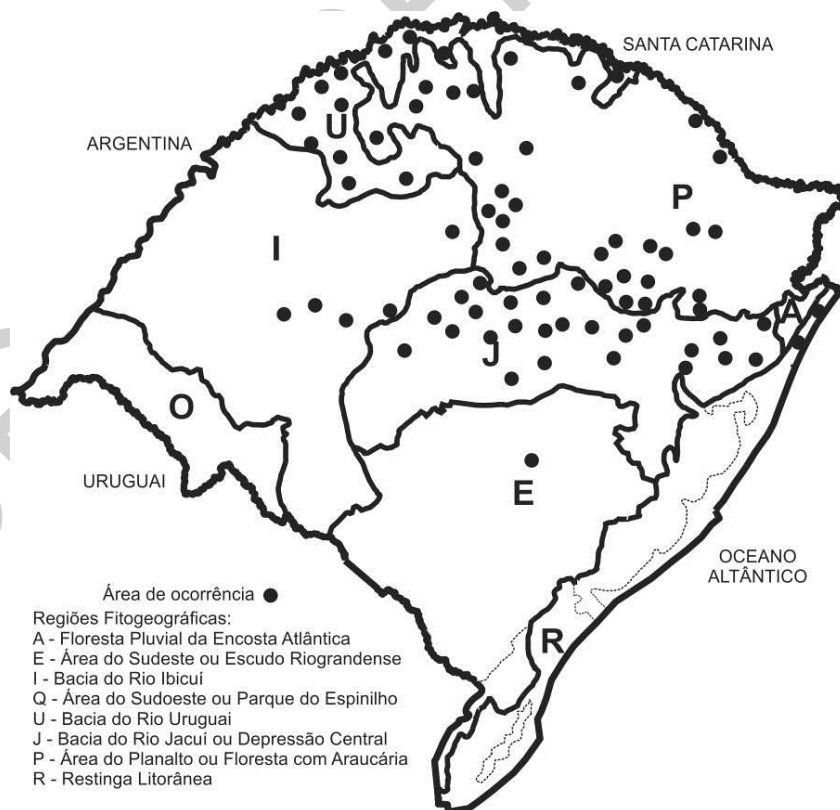 SANTA CATARINA
ARGENTINA
U
P
I
A
J
O
URUGUAI
E
OCEANO
ALTÂNTICO
R
Área de ocorrência
Regiões Fitogeográficas:
A - Floresta Pluvial da Encosta Atlântica
E - Área do Sudeste ou Escudo Riograndense
I - Bacia do Rio Ibicuí
Q - Área do Sudoeste ou Parque do Espinilho
U - Bacia do Rio Uruguai
J - Bacia do Rio Jacuí ou Depressão Central
P - Área do Planalto ou Floresta com Araucária
R - Restinga Litorânea